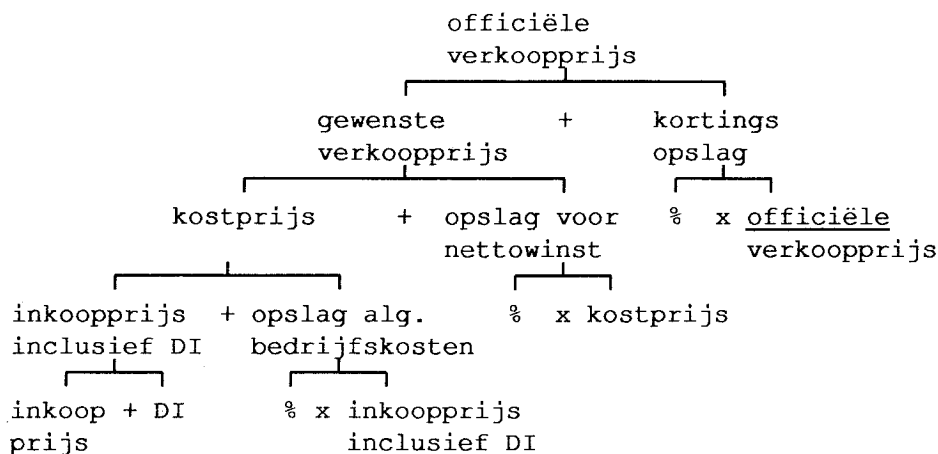 officiële
verkoopprijs
gewenste + kortings
verkoopprijs opslag
kostprijs + opslag voor % x officiële
nettowinst verkoopprijs
inkoopprijs + opslag alg. % x kostprijs
inclusief DI bedrijfskosten
inkoop + DI % x inkoopprijs
prijs inclusief DI